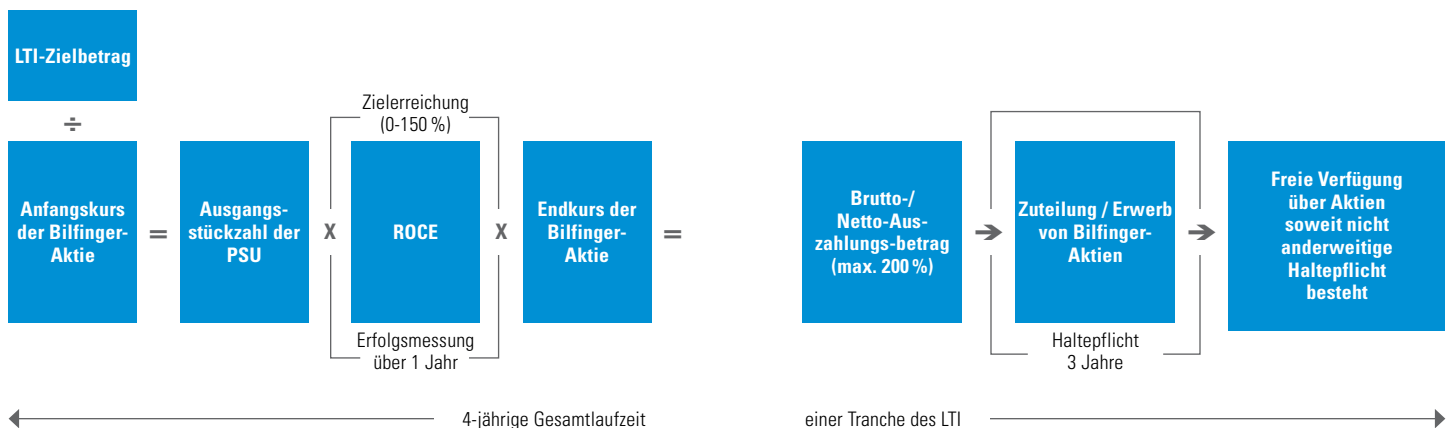 LTI-Zielbetrag
÷
Anfangskurs
der Bilfinger-
Aktie
=
Ausgangs-
stückzahl der
PSU
X
Zielerreichung
(0-150 %)
ROCE
Erfolgsmessung
über 1 Jahr
X
Endkurs der
Bilfinger-
Aktie
=
Brutto-/
Netto-Aus-
zahlungs-betrag
(max. 200 %)
Zuteilung / Erwerb
von Bilfinger-
Aktien
Haltepflicht
3 Jahre
Freie Verfügung
über Aktien
soweit nicht
anderweitige
Haltepflicht
besteht
4-jährige Gesamtlaufzeit einer Tranche des LTI